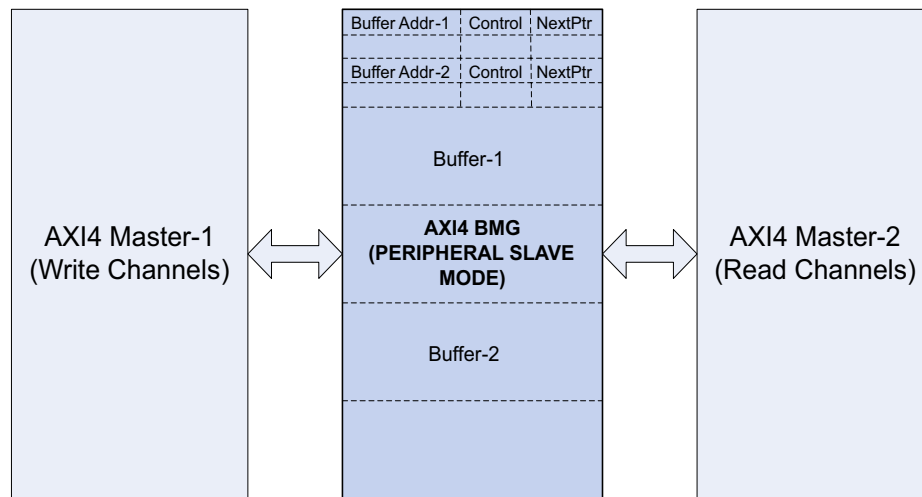 Buffer Addr-1 Control NextPtr
Buffer Addr-2 Control NextPtr
Buffer-1
AXI4 Master-1
(Write Channels)
AXI4 BMG
(PERIPHERAL SLAVE
MODE)
AXI4 Master-2
(Read Channels)
Buffer-2